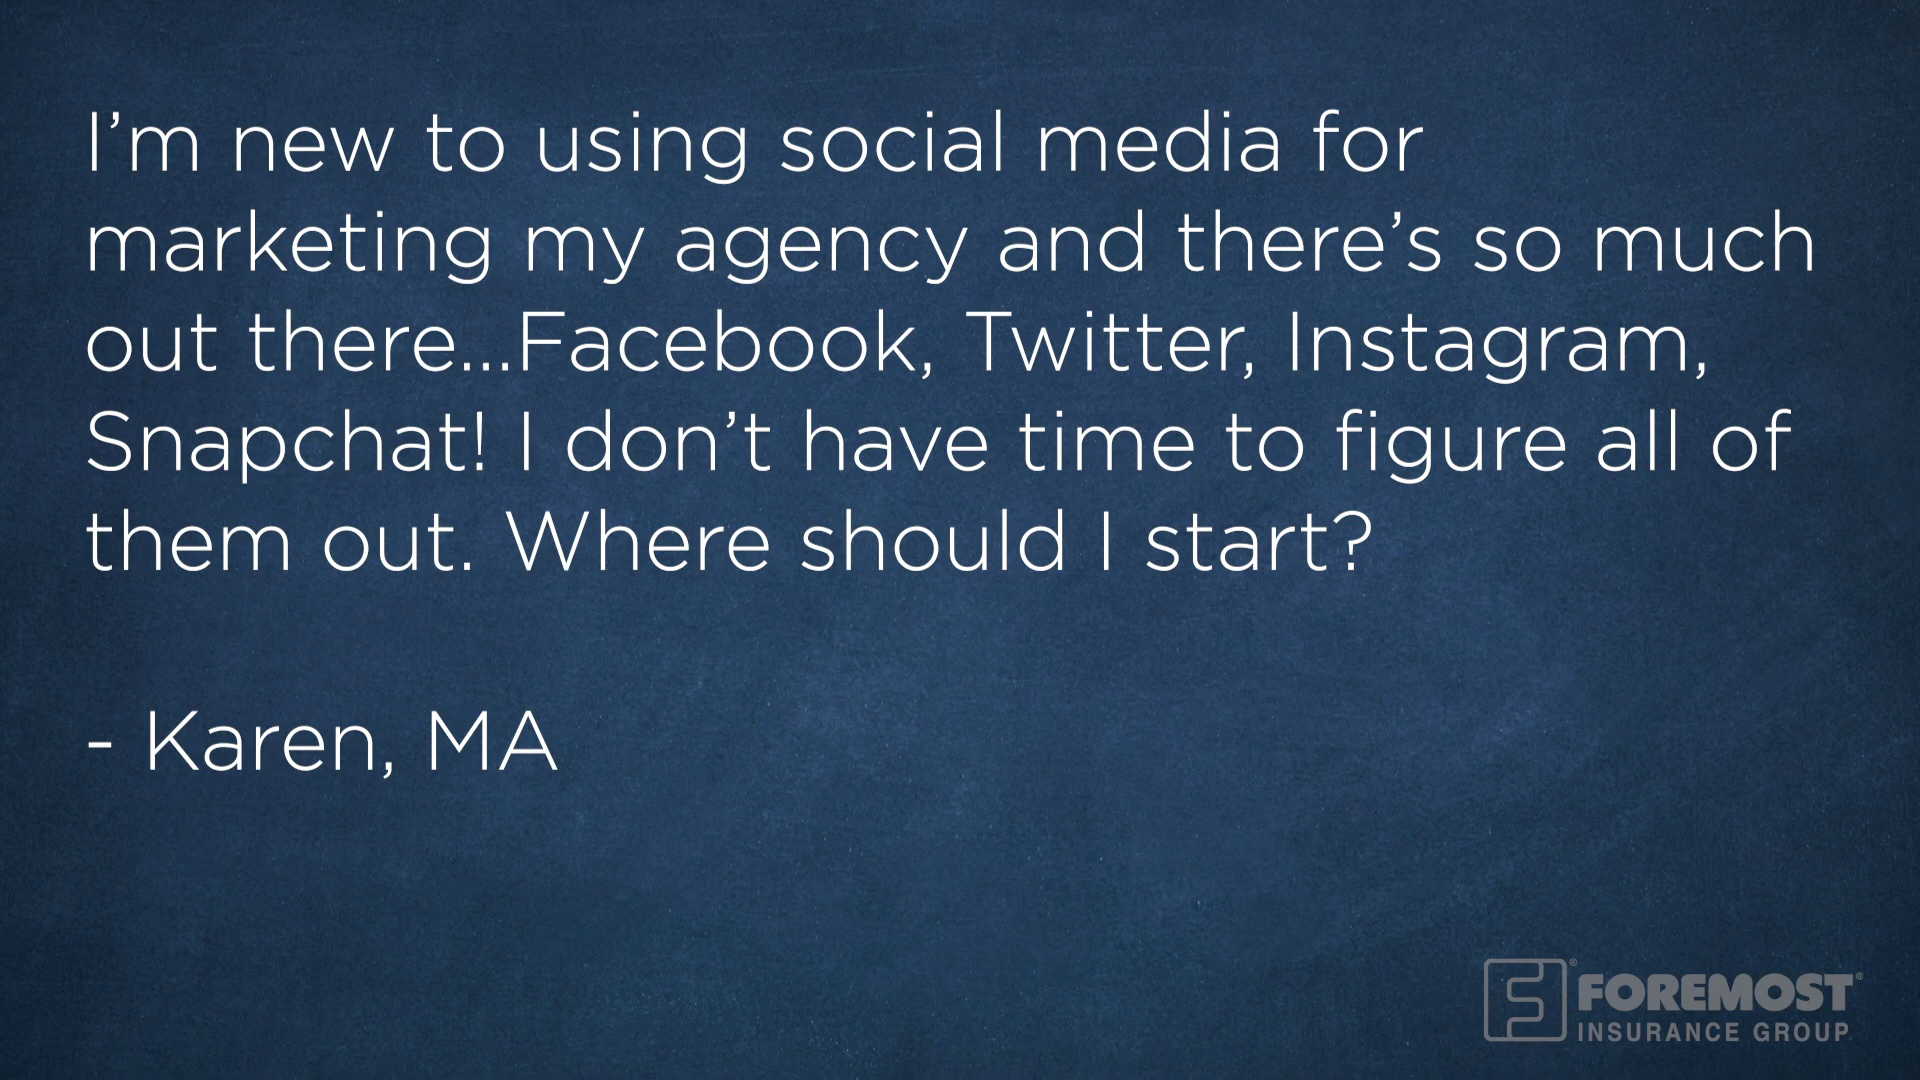 I’m new to using social media for
marketing my agency and there’s so much
out there...Facebook, Twitter, Instagram,
Snapchat! I don’t have time to figure all of
them out. Where should I start?
- Karen, MA
FOREMOST®
INSURANCE GROUP